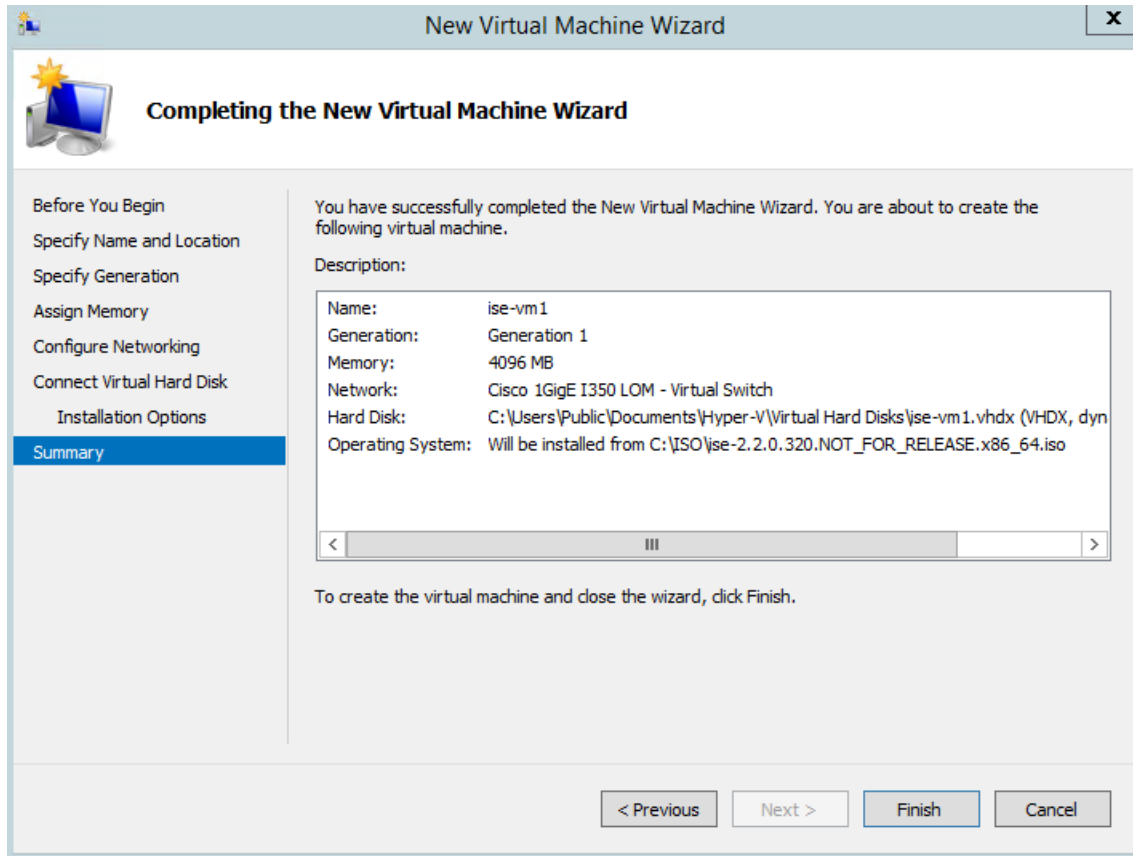 New Virtual Machine Wizard
x
Completing the New Virtual Machine Wizard
Before You Begin
Specify Name and Location
Specify Generation
Assign Memory
Configure Networking
Connect Virtual Hard Disk
Installation Options
Summary
You have successfully completed the New Virtual Machine Wizard. You are about to create the
following virtual machine.
Description:
Name: ise-vm1
Generation: Generation 1
Memory: 4096 MB
Network: Cisco 1GigE I350 LOM - Virtual Switch
Hard Disk: C:\Users\Public\Documents\Hyper-V\Virtual Hard Disks\ise-vm1.vhdx (VHDX, dyn
Operating System: Will be installed from C:\ISO\ise-2.2.0.320.NOT_FOR_RELEASE.x86_64.iso
To create the virtual machine and close the wizard, click Finish.
< Previous Next > Finish Cancel